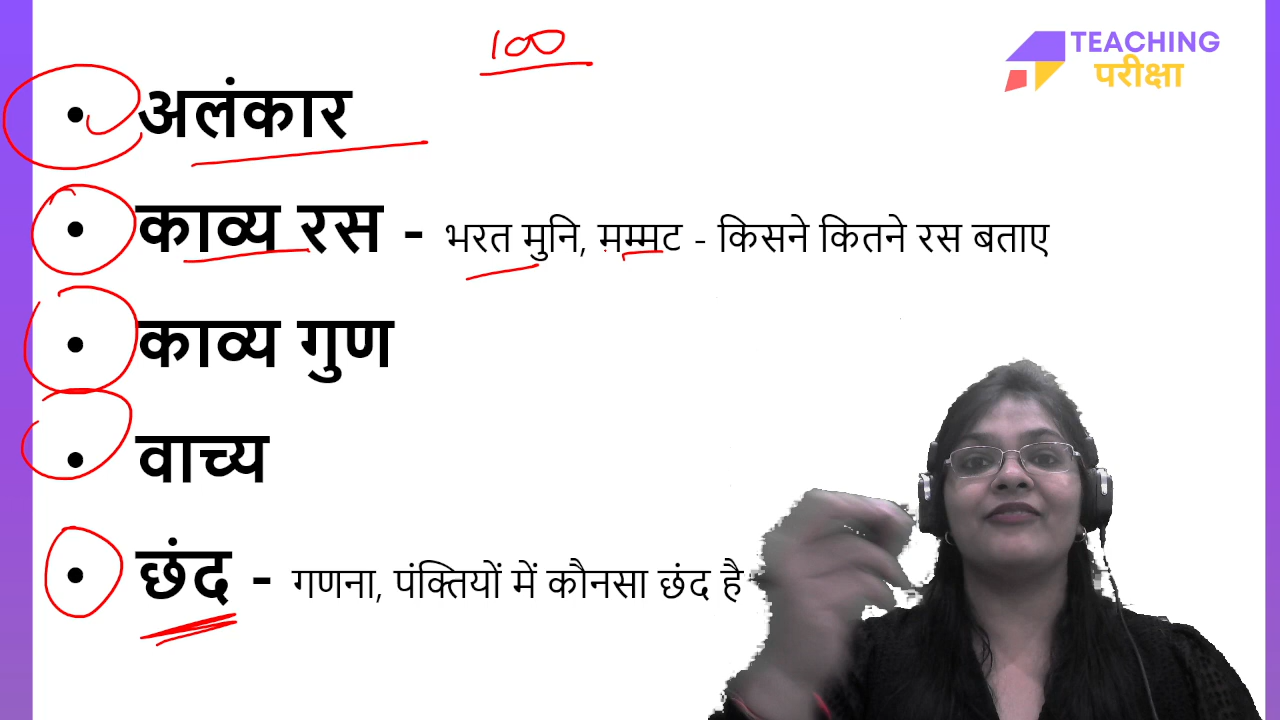 100
TEACHING
परीक्षा
• अलंकार
• काव्य रस - भरत मुनि, मम्मट - किसने कितने रस बताए
• काव्य गुण
• वाच्य
• छंद - गणना, पंक्तियों में कौनसा छंद है